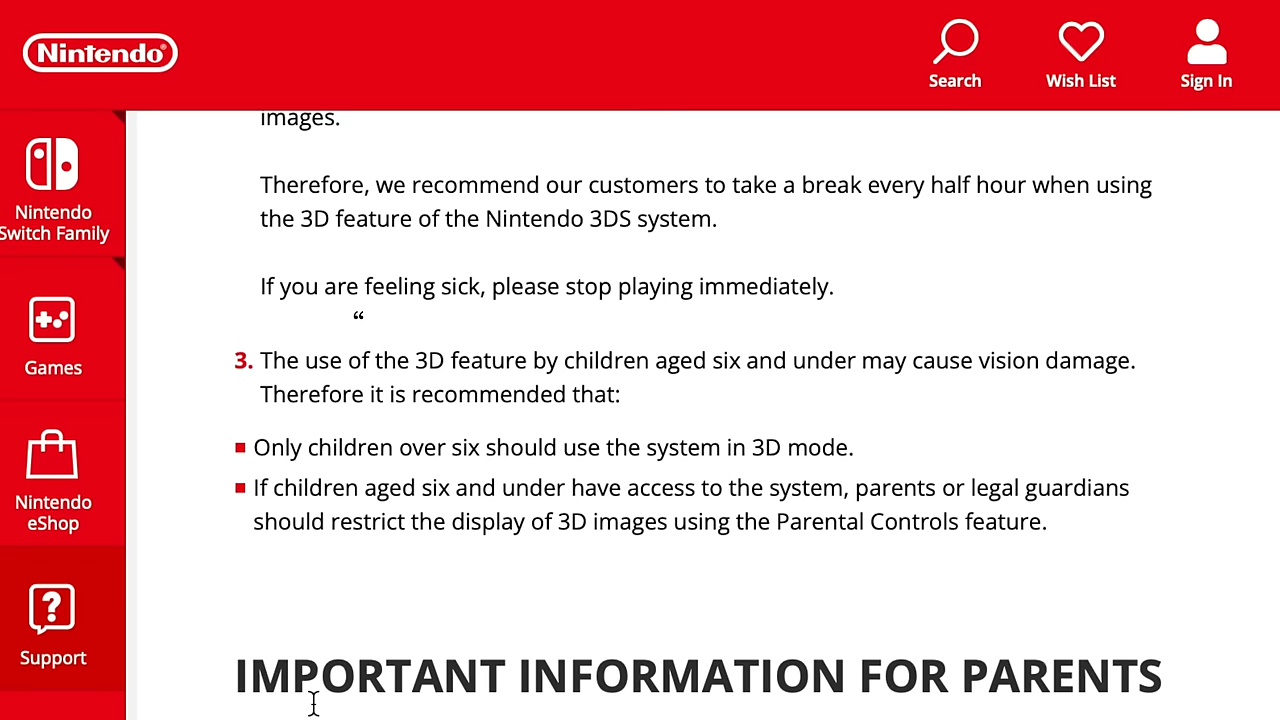 Nintendo®
Search
Wish List
Sign In
Nintendo
Switch Family
Games
Nintendo
eShop
Support
images.
Therefore, we recommend our customers to take a break every half hour when using
the 3D feature of the Nintendo 3DS system.
If you are feeling sick, please stop playing immediately.
“
3. The use of the 3D feature by children aged six and under may cause vision damage.
Therefore it is recommended that:
Only children over six should use the system in 3D mode.
If children aged six and under have access to the system, parents or legal guardians
should restrict the display of 3D images using the Parental Controls feature.
IMPORTANT INFORMATION FOR PARENTS